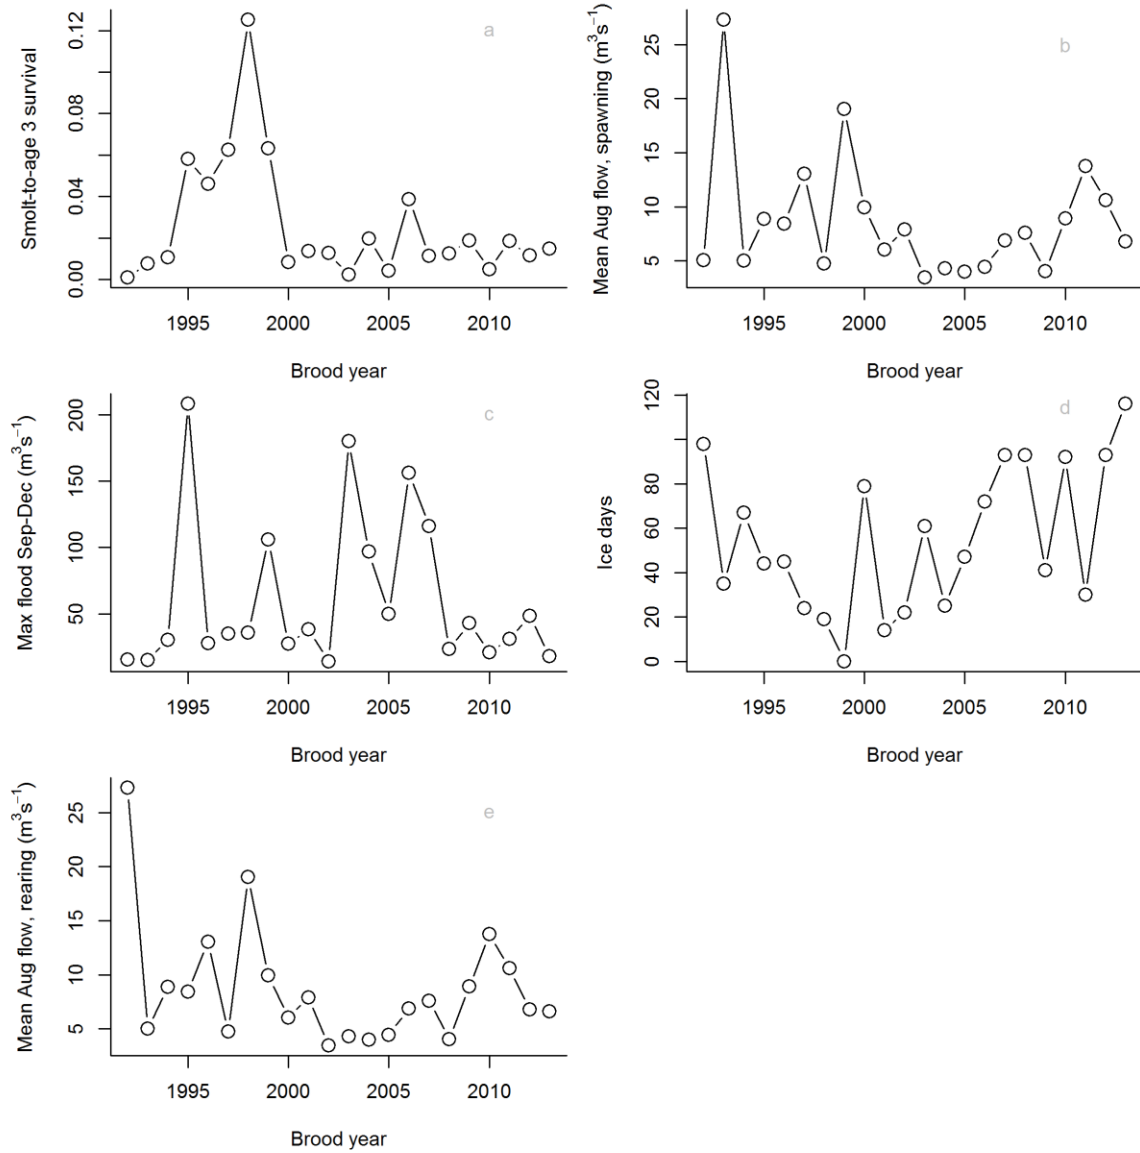 a
Smolt-to-age 3 survival
0.00
0.04
0.08
0.12
1995 2000 2005 2010
Brood year
b
Mean Aug flow, spawning (m³s⁻¹)
5
10
15
20
25
1995 2000 2005 2010
Brood year
c
Max flood Sep-Dec (m³s⁻¹)
50
100
150
200
1995 2000 2005 2010
Brood year
d
Ice days
0
20
40
60
80
120
1995 2000 2005 2010
Brood year
e
Mean Aug flow, rearing (m³s⁻¹)
5
10
15
20
25
1995 2000 2005 2010
Brood year